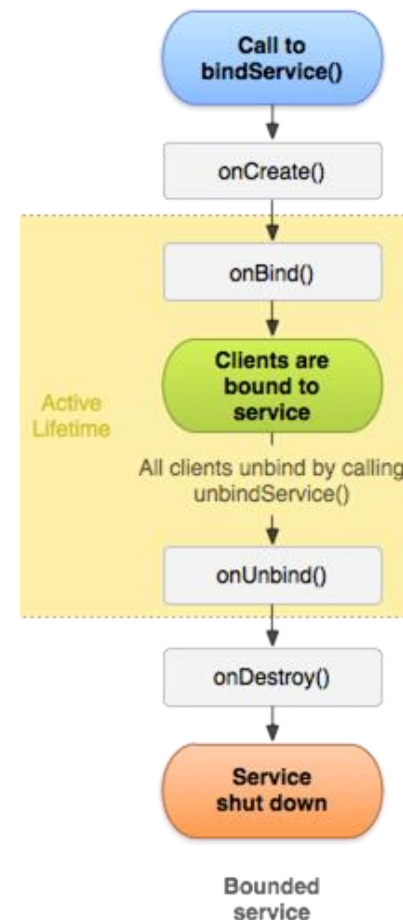 Call to
bindService()
onCreate()
onBind()
Clients are
bound to
service
Active
Lifetime
All clients unbind by calling
unbindService()
onUnbind()
onDestroy()
Service
shut down
Bounded
service